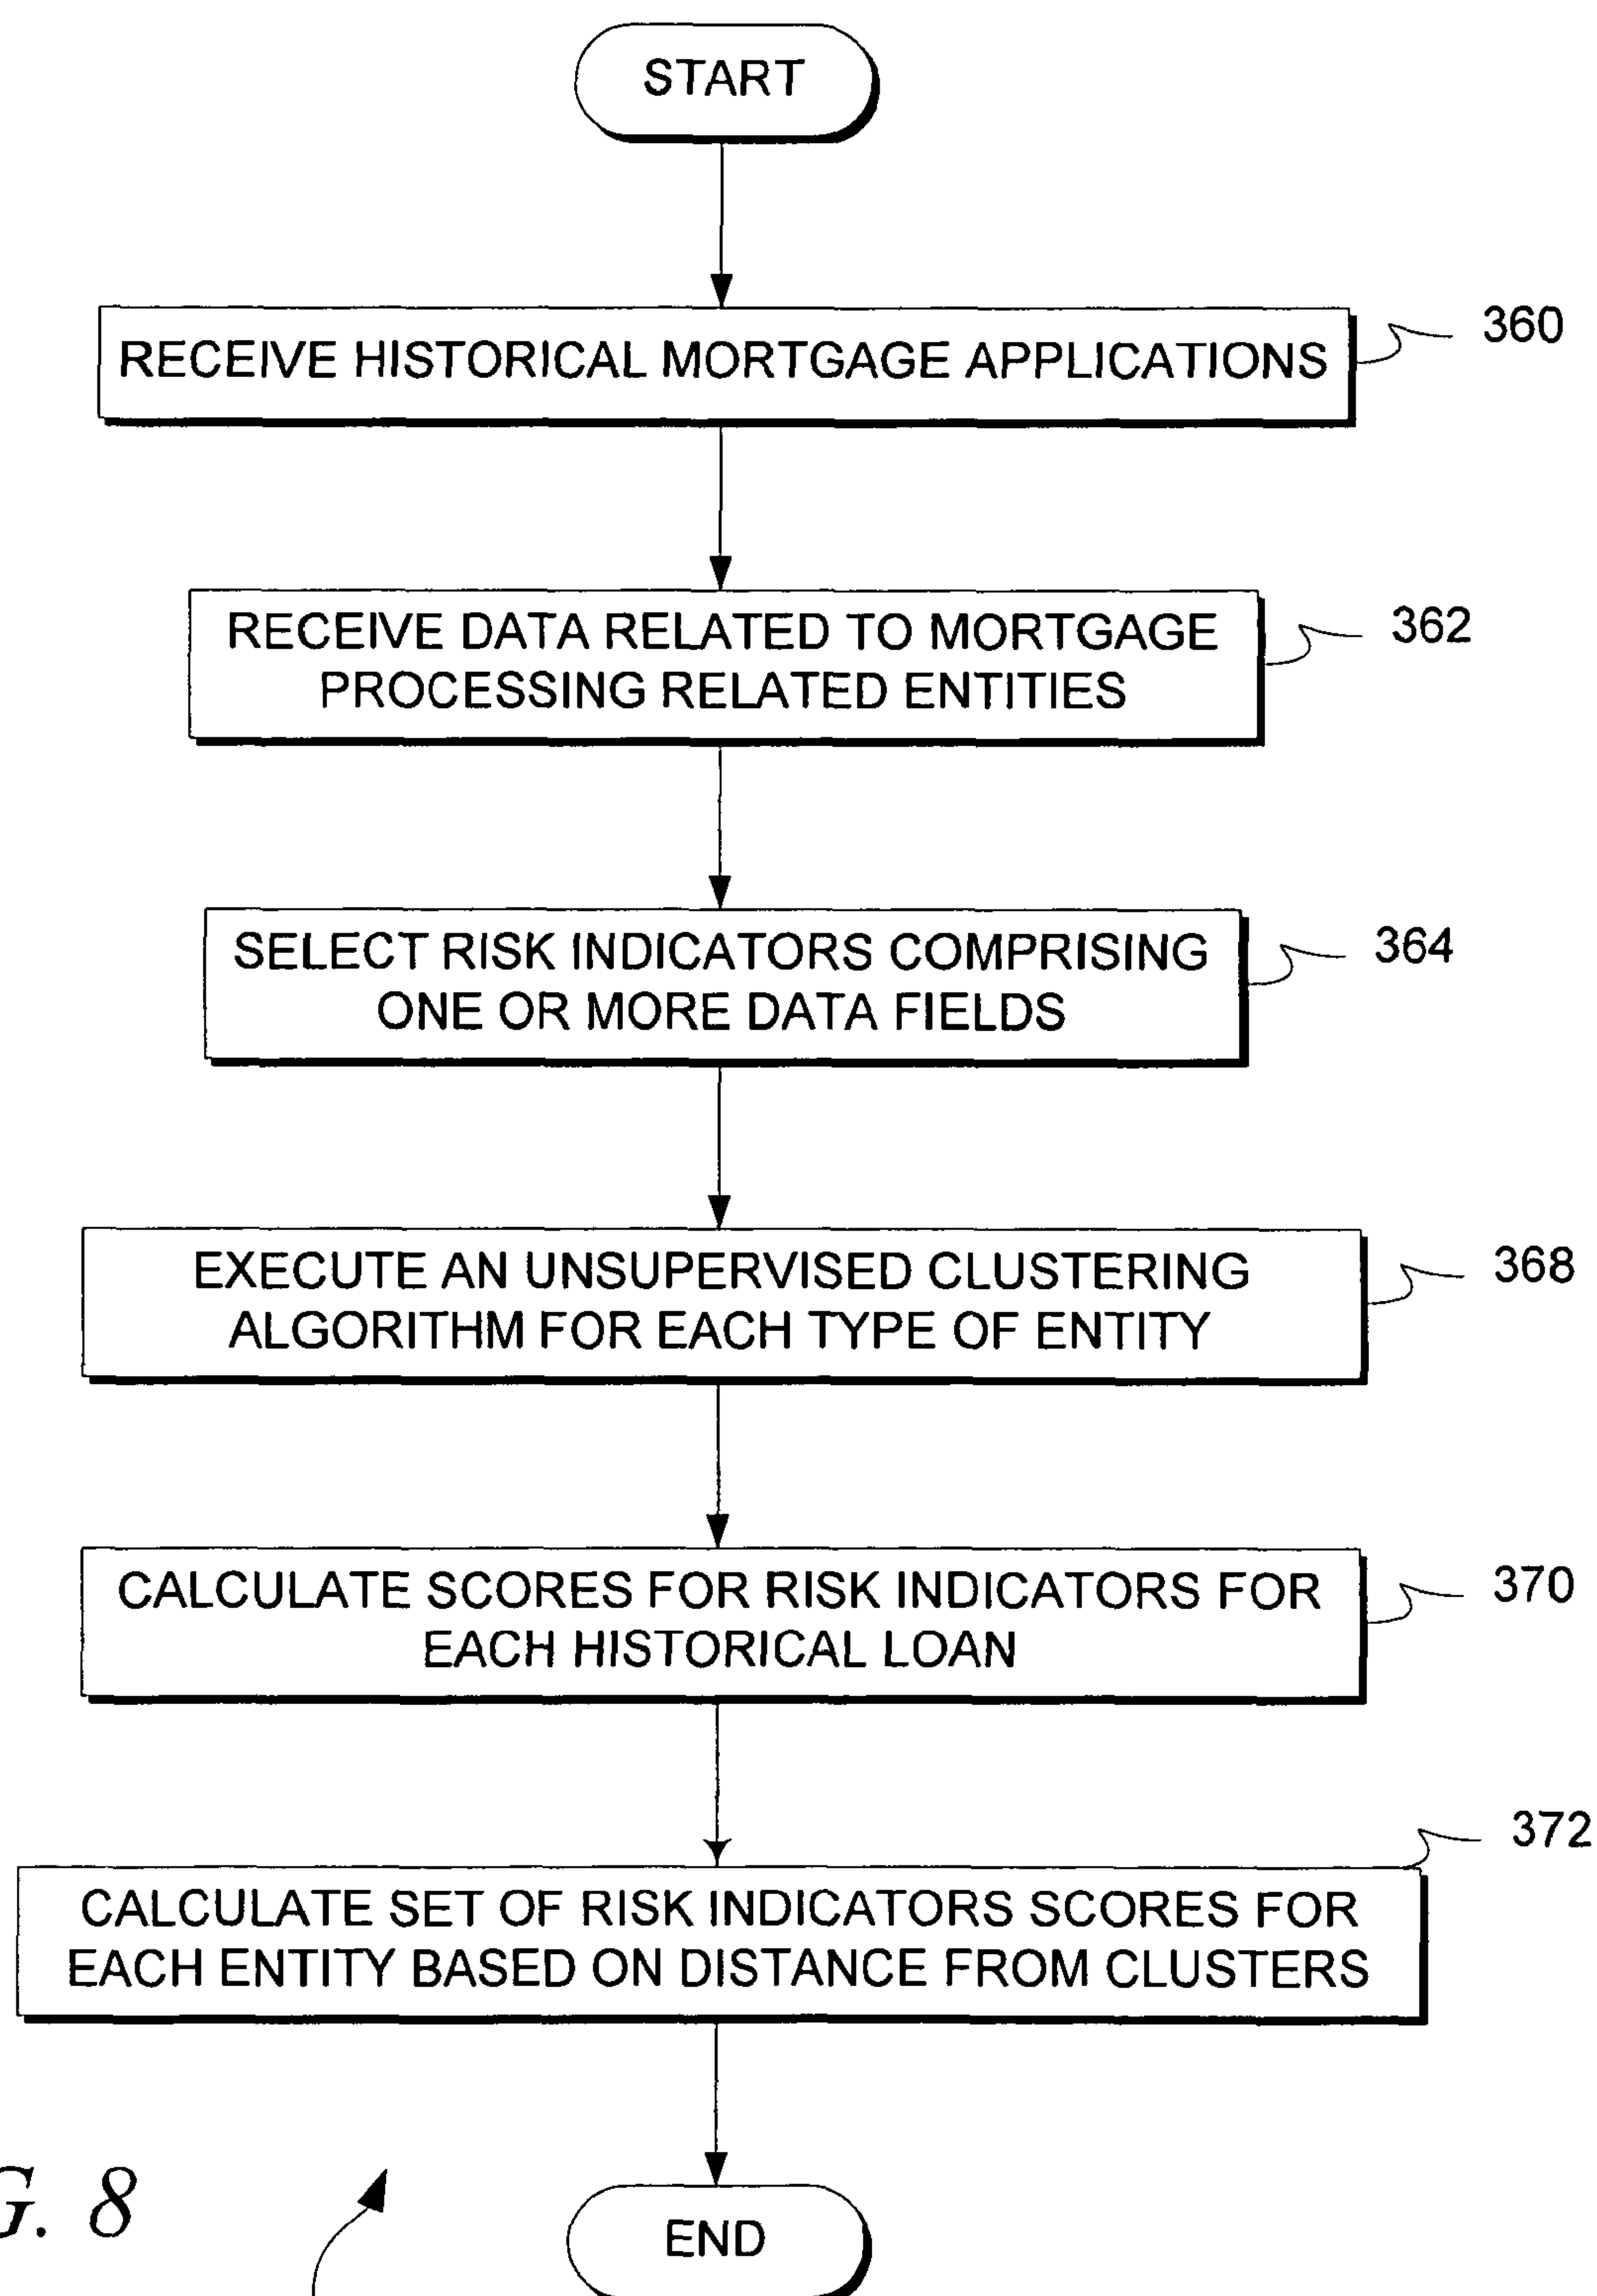 START
RECEIVE HISTORICAL MORTGAGE APPLICATIONS
360
RECEIVE DATA RELATED TO MORTGAGE
PROCESSING RELATED ENTITIES
362
SELECT RISK INDICATORS COMPRISING
ONE OR MORE DATA FIELDS
364
EXECUTE AN UNSUPERVISED CLUSTERING
ALGORITHM FOR EACH TYPE OF ENTITY
368
CALCULATE SCORES FOR RISK INDICATORS FOR
EACH HISTORICAL LOAN
370
372
CALCULATE SET OF RISK INDICATORS SCORES FOR
EACH ENTITY BASED ON DISTANCE FROM CLUSTERS
G. 8
END